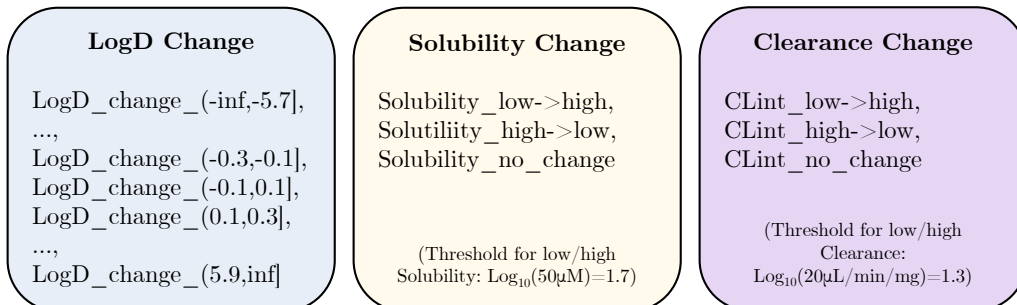 LogD Change
LogD_change_(-inf,-5.7],
...,
LogD_change_(-0.3,-0.1],
LogD_change_(-0.1,0.1],
LogD_change_(0.1,0.3],
...,
LogD_change_(5.9,inf]
Solubility Change
Solubility_low->high,
Solutiliity_high->low,
Solubility_no_change
(Threshold for low/high
Solubility: Log₁₀(50µM)=1.7)
Clearance Change
CLint_low->high,
CLint_high->low,
CLint_no_change
(Threshold for low/high
Clearance:
Log₁₀(20µL/min/mg)=1.3)